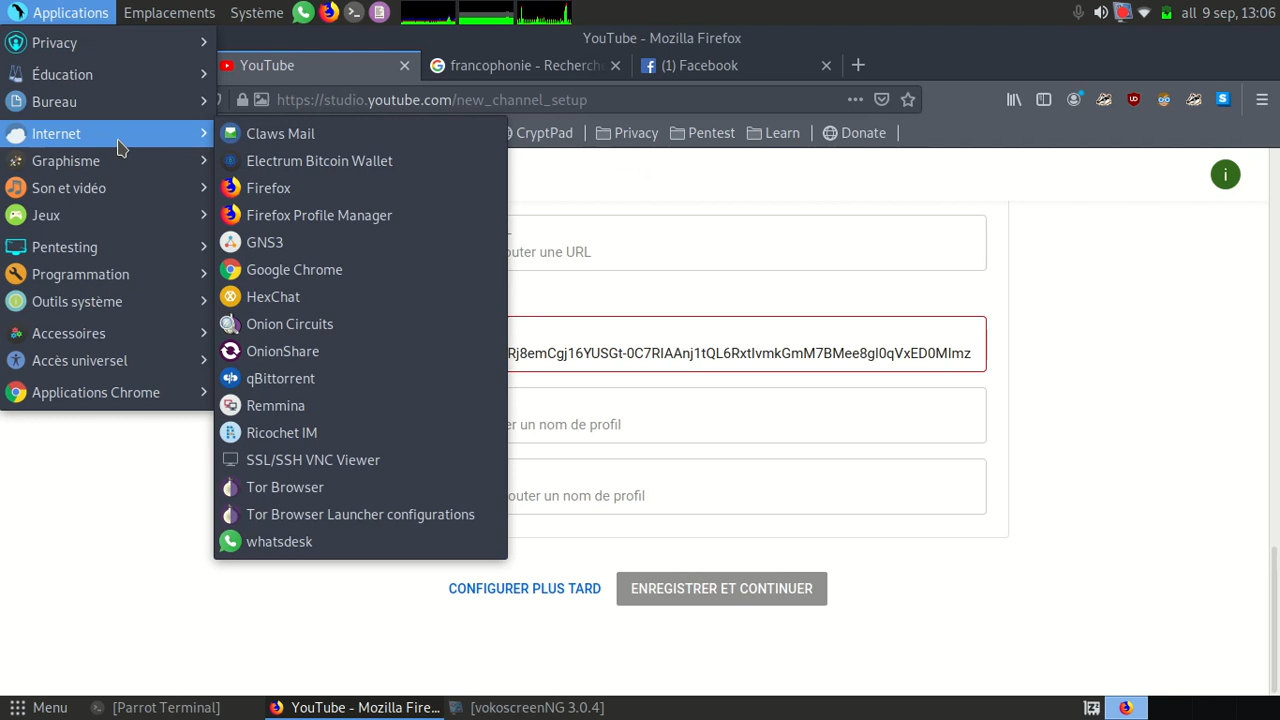 Applications Emplacements Système all 9 sep, 13:06
YouTube - Mozilla Firefox
YouTube francophonie - Recherch (1) Facebook
https://studio.youtube.com/new_channel_setup
CryptPad Privacy Pentest Learn Donate
Privacy
Éducation
Bureau
Internet
Graphisme
Son et vidéo
Jeux
Pentesting
Programmation
Outils système
Accessoires
Accès universel
Applications Chrome
Claws Mail
Electrum Bitcoin Wallet
Firefox
Firefox Profile Manager
GNS3
Google Chrome
HexChat
Onion Circuits
OnionShare
qBittorrent
Remmina
Ricochet IM
SSL/SSH VNC Viewer
Tor Browser
Tor Browser Launcher configurations
whatsdesk
i
outer une URL
Rj8emCgj16YUSGt-0C7RIAAnj1tQL6RxtIvmkGmM7BMee8gI0qVxED0MImz
er un nom de profil
outer un nom de profil
CONFIGURER PLUS TARD ENREGISTRER ET CONTINUER
Menu [Parrot Terminal] YouTube - Mozilla Fire... [vokoscreenNG 3.0.4]